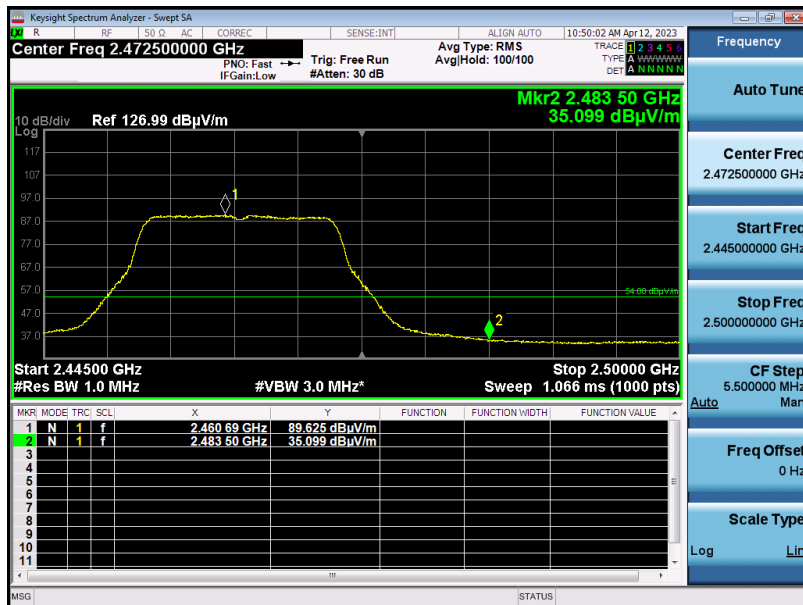 Keysight Spectrum Analyzer - Swept SA
LXI R RF 50 Ω AC CORREC SENSE:INT ALIGN AUTO 10:50:02 AM Apr 12, 2023
Center Freq 2.472500000 GHz
PNO: Fast
IFGain:Low
Trig: Free Run
#Atten: 30 dB
Avg Type: RMS
Avg|Hold: 100/100
TRACE 1 2 3 4 5 6
TYPE A WWWWW
DET A N N N N N
Mkr2 2.483 50 GHz
35.099 dBµV/m
10 dB/div Ref 126.99 dBµV/m
Log
117
107
97.0
87.0
77.0
67.0
57.0
47.0
37.0
1
54.00 dBµV/m
2
Start 2.44500 GHz Stop 2.50000 GHz
#Res BW 1.0 MHz #VBW 3.0 MHz* Sweep 1.066 ms (1000 pts)
MKR MODE TRC SCL X Y FUNCTION FUNCTION WIDTH FUNCTION VALUE
1 N 1 f 2.460 69 GHz 89.625 dBµV/m
2 N 1 f 2.483 50 GHz 35.099 dBµV/m
3
4
5
6
7
8
9
10
11
MSG STATUS
Frequency
Auto Tune
Center Freq
2.472500000 GHz
Start Freq
2.445000000 GHz
Stop Freq
2.500000000 GHz
CF Step
5.500000 MHz
Auto Man
Freq Offset
0 Hz
Scale Type
Log Lin